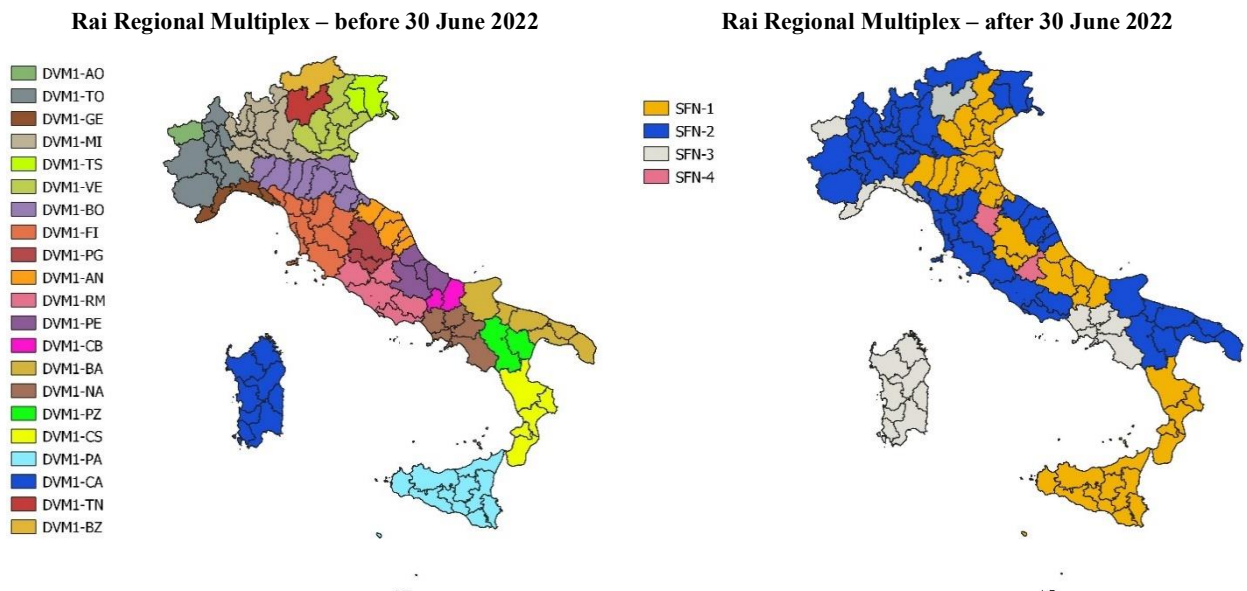 Rai Regional Multiplex – before 30 June 2022
DVM1-AO
DVM1-TO
DVM1-GE
DVM1-MI
DVM1-TS
DVM1-VE
DVM1-BO
DVM1-FI
DVM1-PG
DVM1-AN
DVM1-RM
DVM1-PE
DVM1-CB
DVM1-BA
DVM1-NA
DVM1-PZ
DVM1-CS
DVM1-PA
DVM1-CA
DVM1-TN
DVM1-BZ
Rai Regional Multiplex – after 30 June 2022
SFN-1
SFN-2
SFN-3
SFN-4